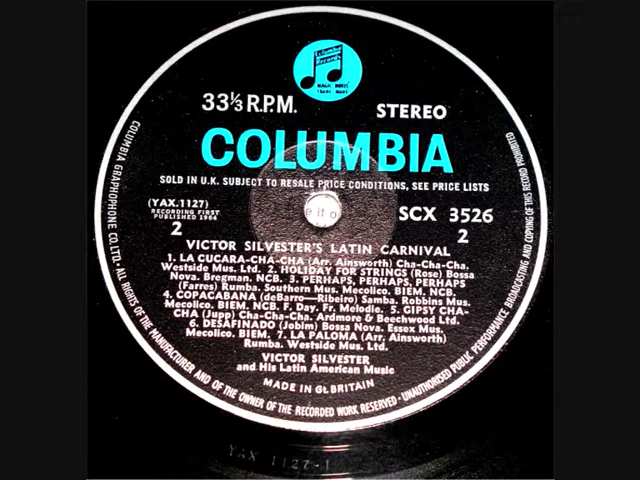 Columbia
Records
MAGIC NOTES
TRADE MARK
33⅓ R.P.M.
STEREO
COLUMBIA
SOLD IN U.K. SUBJECT TO RESALE PRICE CONDITIONS, SEE PRICE LISTS
(YAX.1127)
RECORDING FIRST
PUBLISHED 1964
2
SCX 3526
2
VICTOR SILVESTER'S LATIN CARNIVAL
1. LA CUCARA-CHA-CHA (Arr. Ainsworth) Cha-Cha-Cha.
Westside Mus. Ltd. 2. HOLIDAY FOR STRINGS (Rose) Bossa
Nova. Bregman. NCB. 3. PERHAPS, PERHAPS, PERHAPS
(Farres) Rumba. Southern Mus. Mecolico. BIEM. NCB.
4. COPACABANA (deBarro—Ribeiro) Samba. Robbins Mus.
Mecolico. BIEM. NCB. F. Day. Fr. Melodie. 5. GIPSY CHA-
CHA (Jupp) Cha-Cha-Cha. Ardmore & Beechwood Ltd.
6. DESAFINADO (Jobim) Bossa Nova. Essex Mus.
Mecolico. BIEM. 7. LA PALOMA (Arr. Ainsworth)
Rumba. Westside Mus. Ltd.
VICTOR SILVESTER
and His Latin American Music
MADE IN Gt. BRITAIN
COLUMBIA GRAPHOPHONE CO. LTD. · ALL RIGHTS OF THE MANUFACTURER AND OF THE OWNER OF THE RECORDED WORK RESERVED · UNAUTHORISED PUBLIC PERFORMANCE BROADCASTING AND COPYING OF THIS RECORD PROHIBITED
YAX 1127-1